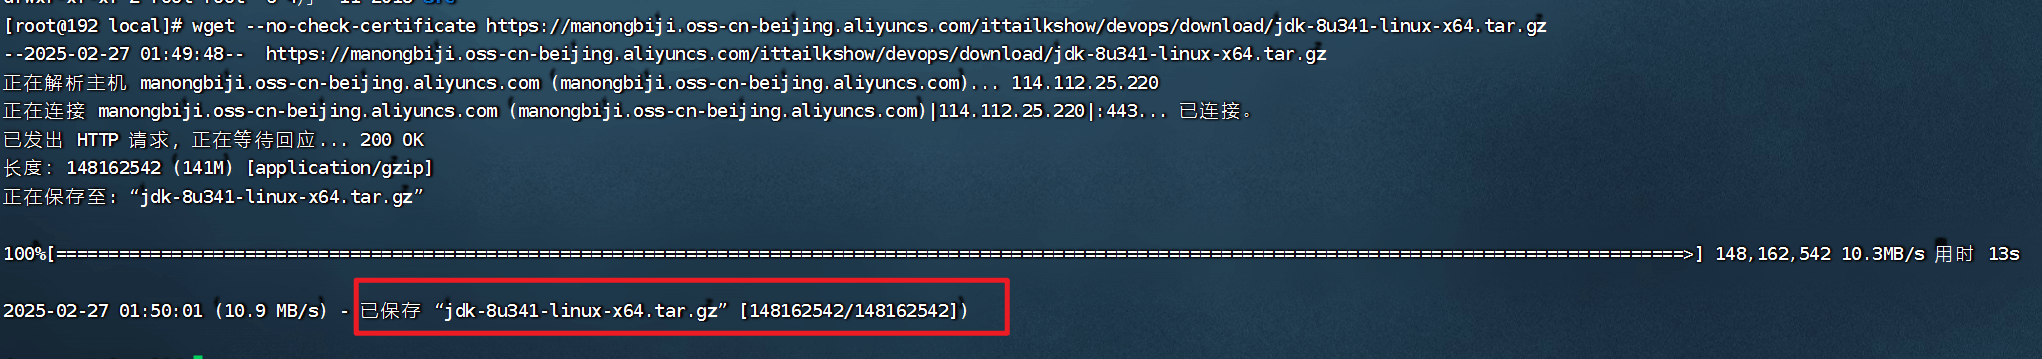 [root@192 local]# wget --no-check-certificate https://manongbiji.oss-cn-beijing.aliyuncs.com/ittailkshow/devops/download/jdk-8u341-linux-x64.tar.gz
--2025-02-27 01:49:48--  https://manongbiji.oss-cn-beijing.aliyuncs.com/ittailkshow/devops/download/jdk-8u341-linux-x64.tar.gz
正在解析主机 manongbiji.oss-cn-beijing.aliyuncs.com (manongbiji.oss-cn-beijing.aliyuncs.com)... 114.112.25.220
正在连接 manongbiji.oss-cn-beijing.aliyuncs.com (manongbiji.oss-cn-beijing.aliyuncs.com)|114.112.25.220|:443... 已连接。
已发出 HTTP 请求，正在等待回应... 200 OK
长度：148162542 (141M) [application/gzip]
正在保存至: “jdk-8u341-linux-x64.tar.gz”
100%[===========================================================================================================================================================>] 148,162,542 10.3MB/s 用时 13s
2025-02-27 01:50:01 (10.9 MB/s) - 已保存 “jdk-8u341-linux-x64.tar.gz” [148162542/148162542])